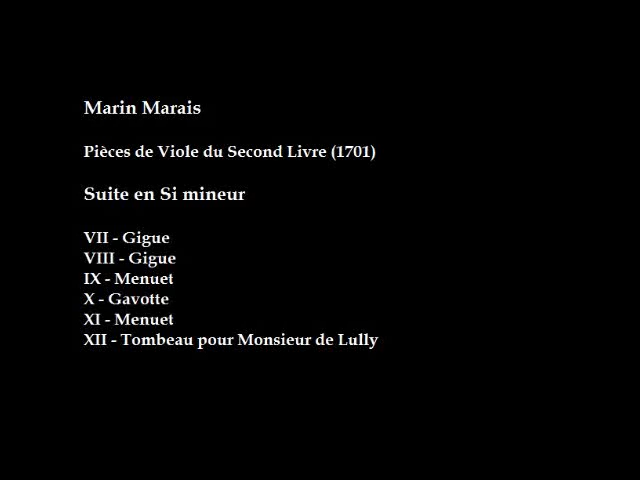 Marin Marais
Pièces de Viole du Second Livre (1701)
Suite en Si mineur
VII - Gigue
VIII - Gigue
IX - Menuet
X - Gavotte
XI - Menuet
XII - Tombeau pour Monsieur de Lully